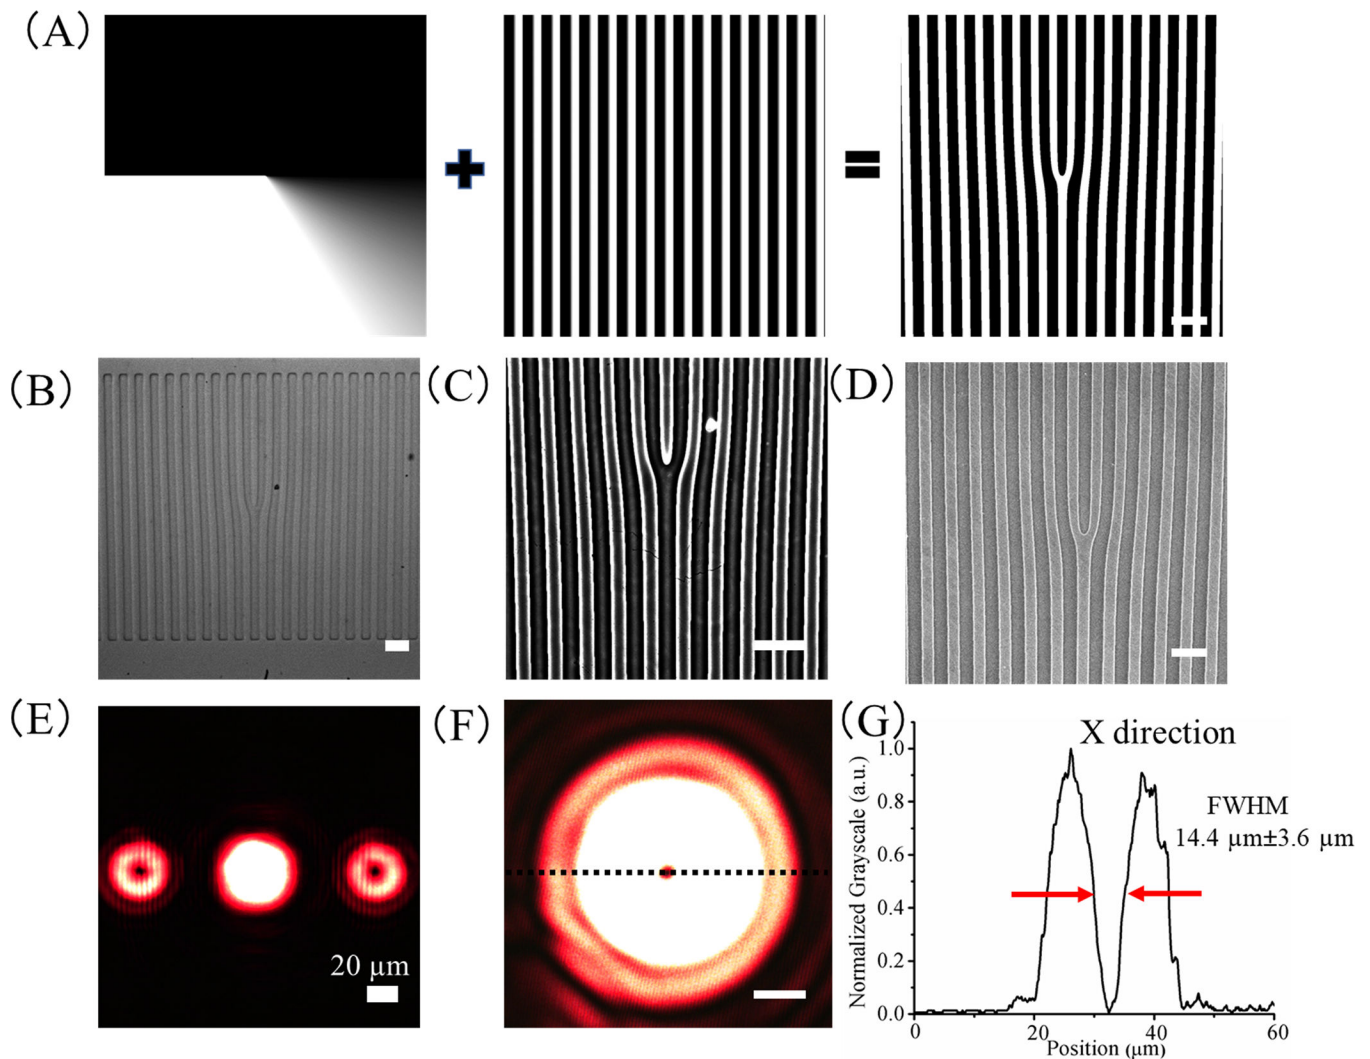 (A)
(B)
(C)
(D)
(E)
20 μm
(F)
(G)
X direction
Normalized Grayscale (a.u.)
1.0
0.8
0.6
0.4
0.2
0.0
FWHM
14.4 μm±3.6 μm
0
20
40
60
Position (μm)